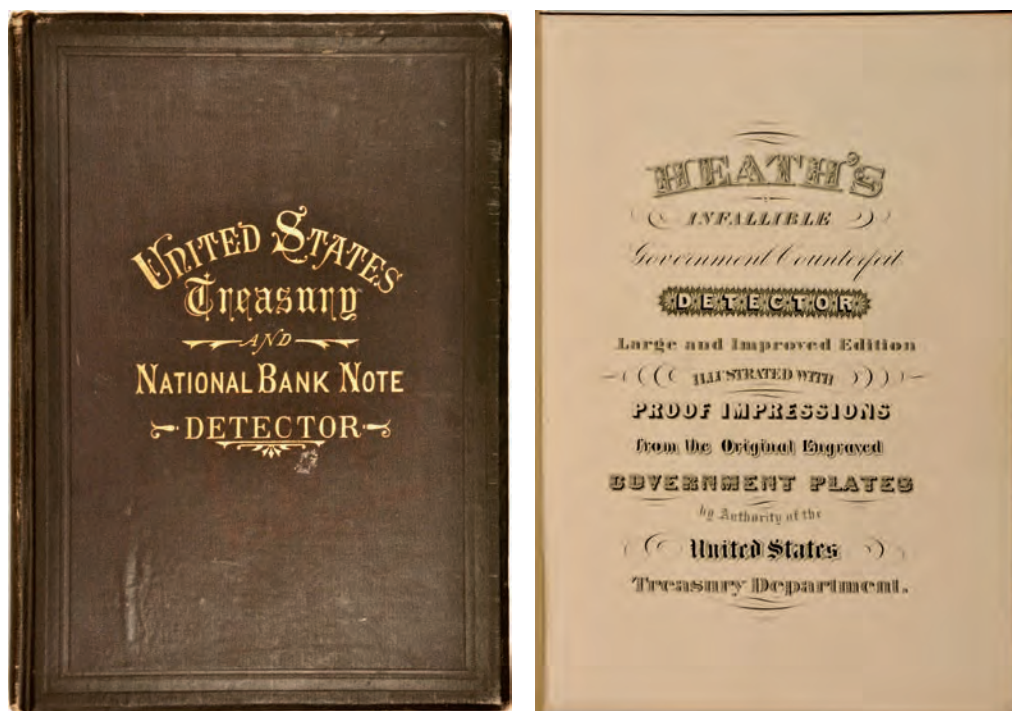 UNITED STATES
Treasury
AND
NATIONAL BANK NOTE
DETECTOR
HEATH'S
INFALLIBLE
Government Counterfeit
DETECTOR
Large and Improved Edition
ILLUSTRATED WITH
PROOF IMPRESSIONS
from the Original Engraved
GOVERNMENT PLATES
by Authority of the
United States
Treasury Department.